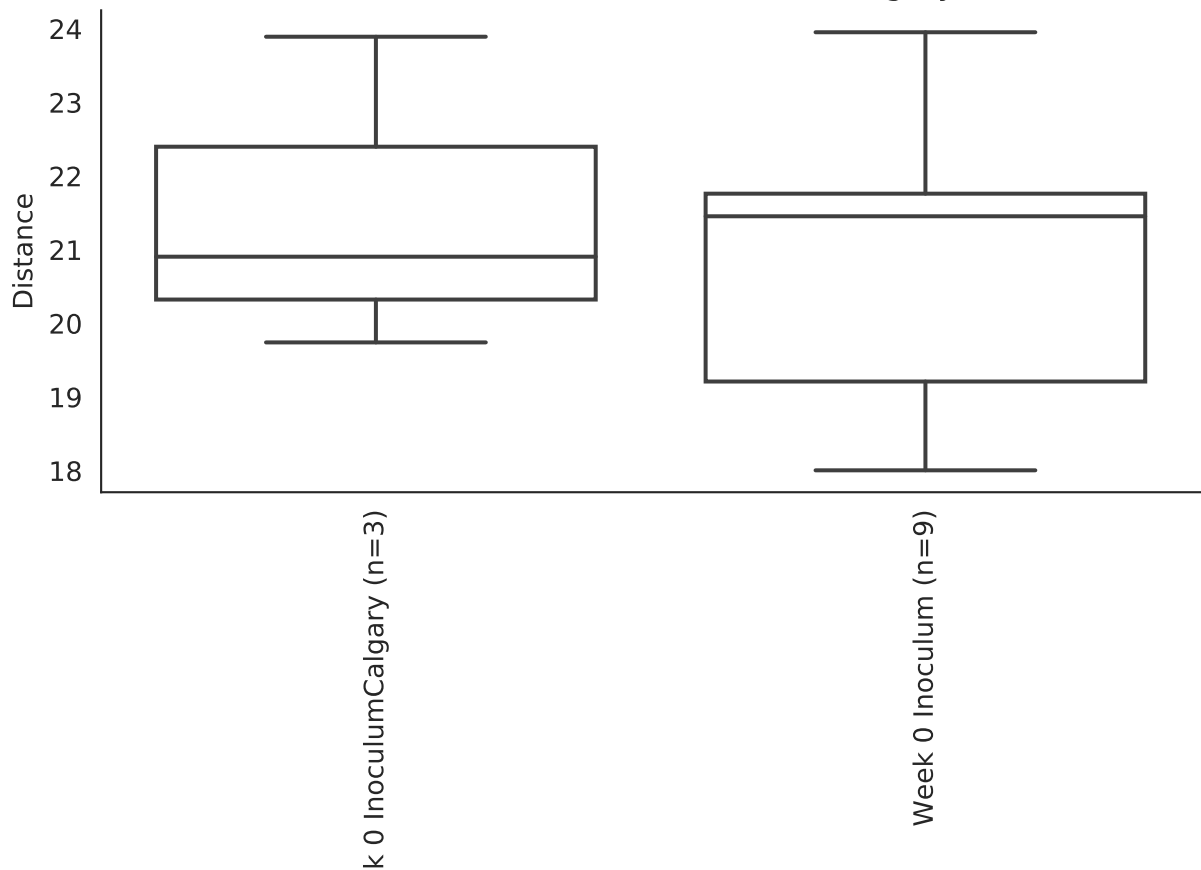 24
23
22
21
20
19
18
Distance
k 0 InoculumCalgary (n=3)
Week 0 Inoculum (n=9)